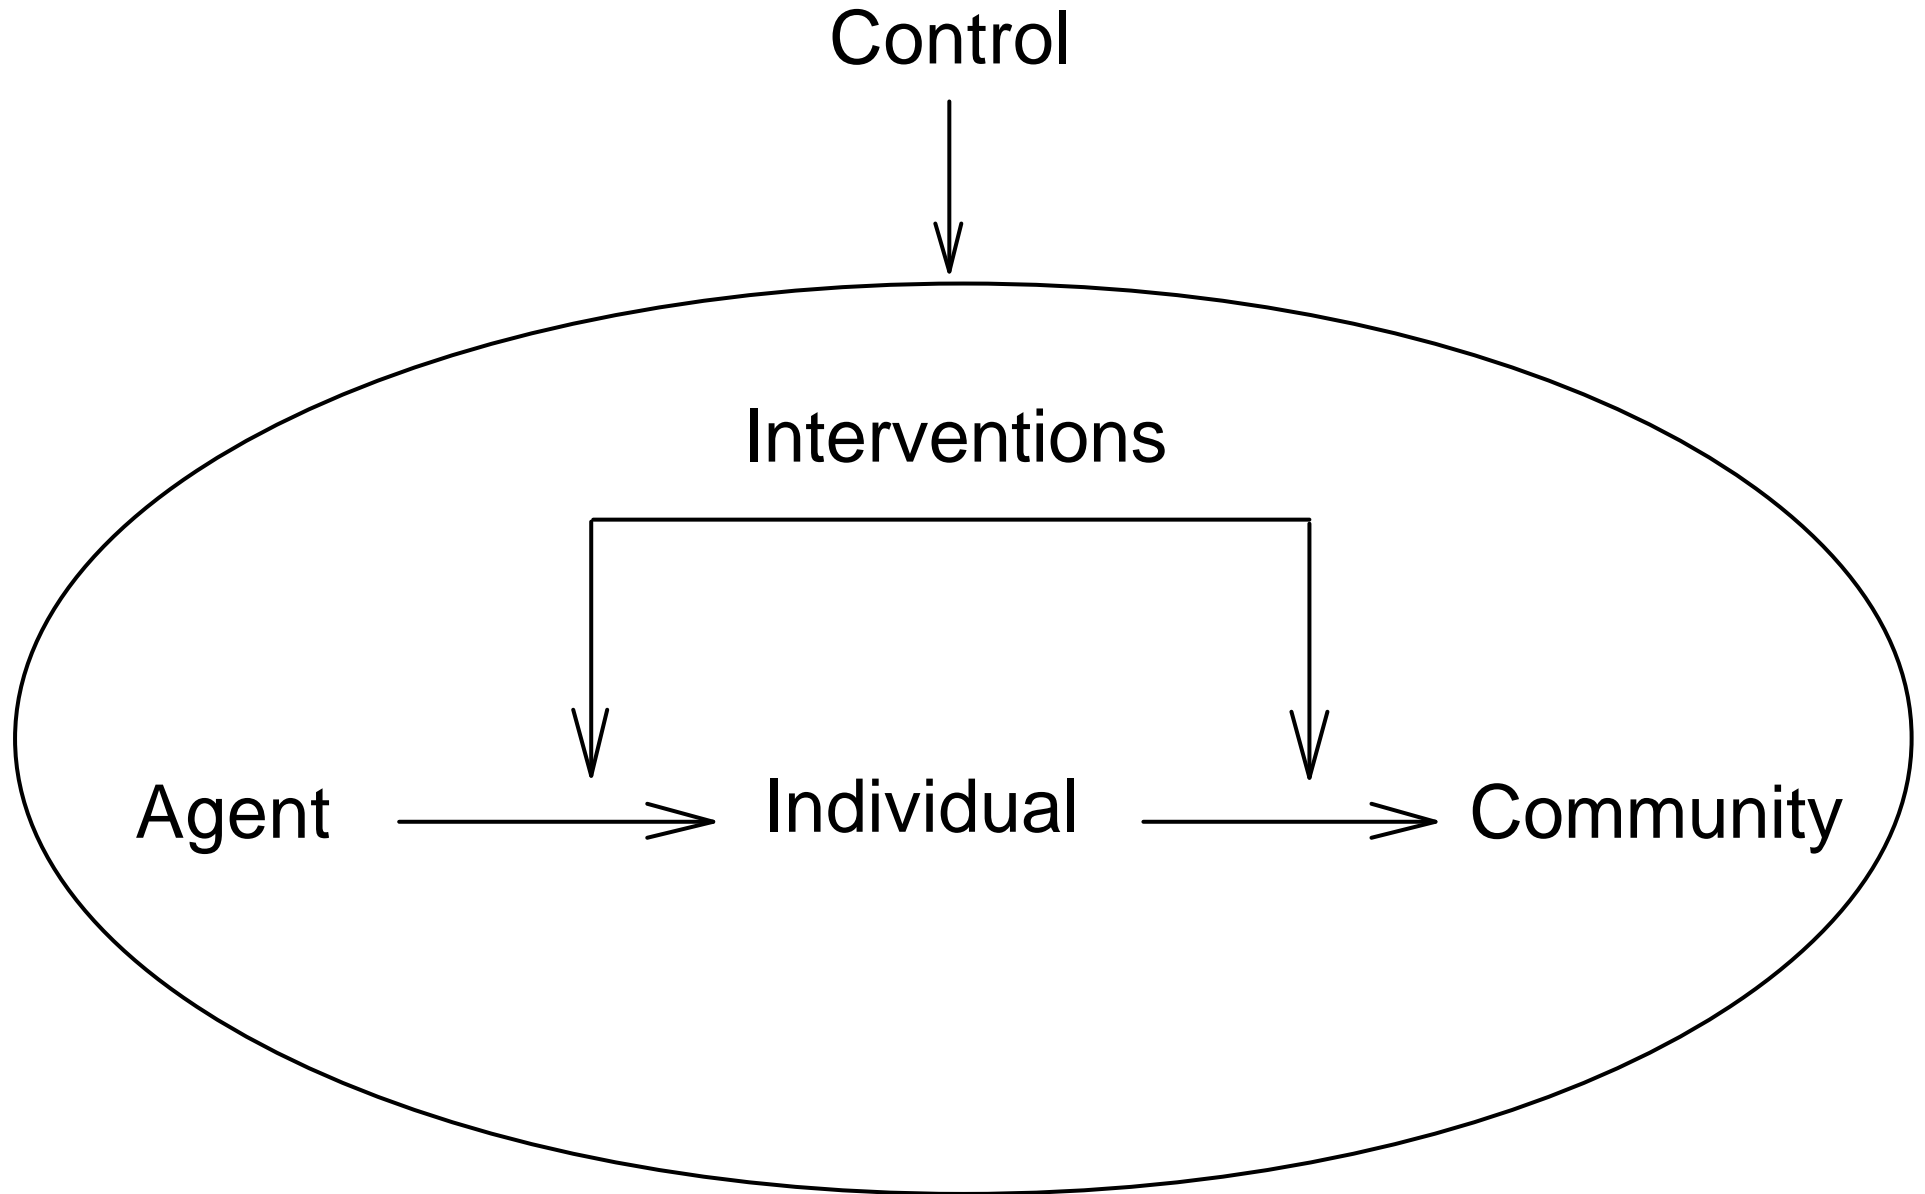 Control
Interventions
Agent
Individual
Community